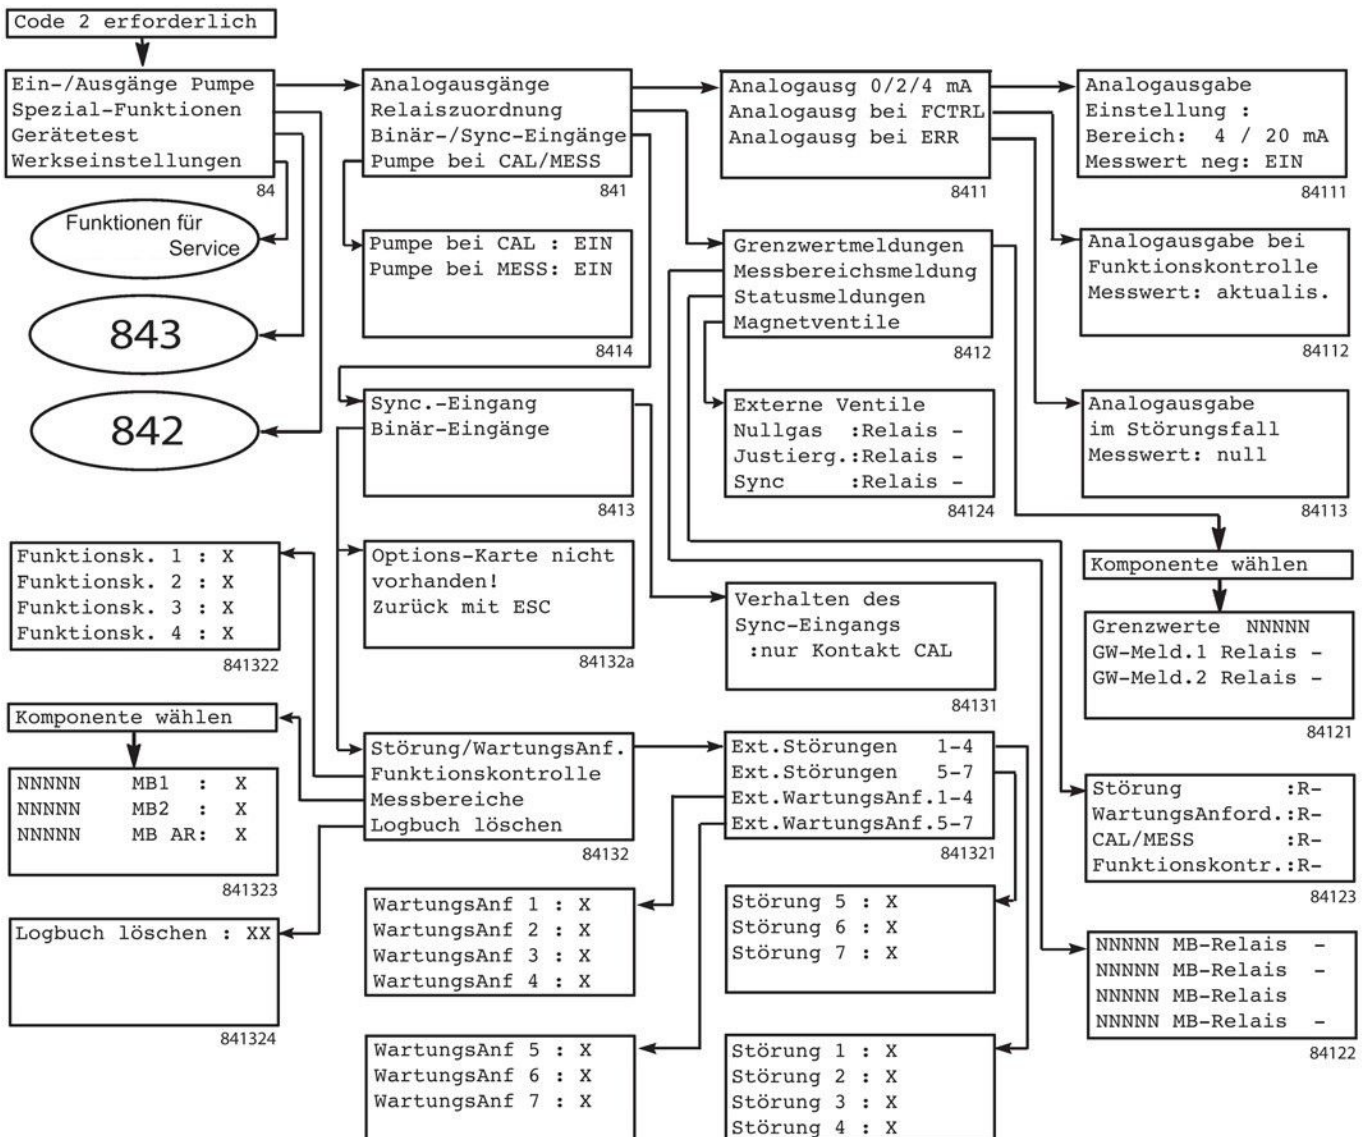 Code 2 erforderlich
Ein-/Ausgänge Pumpe
Spezial-Funktionen
Gerätetest
Werkseinstellungen
84
Funktionen für
Service
843
842
Analogausgänge
Relaiszuordnung
Binär-/Sync-Eingänge
Pumpe bei CAL/MESS
841
Pumpe bei CAL : EIN
Pumpe bei MESS: EIN
8414
Analogausg 0/2/4 mA
Analogausg bei FCTRL
Analogausg bei ERR
8411
Analogausgabe
Einstellung :
Bereich: 4 / 20 mA
Messwert neg: EIN
84111
Grenzwertmeldungen
Messbereichsmeldung
Statusmeldungen
Magnetventile
8412
Analogausgabe bei
Funktionskontrolle
Messwert: aktualis.
84112
Sync.-Eingang
Binär-Eingänge
8413
Externe Ventile
Nullgas :Relais -
Justierg.:Relais -
Sync :Relais -
84124
Analogausgabe
im Störungsfall
Messwert: null
84113
Funktionsk. 1 : X
Funktionsk. 2 : X
Funktionsk. 3 : X
Funktionsk. 4 : X
841322
Options-Karte nicht
vorhanden!
Zurück mit ESC
84132a
Verhalten des
Sync-Eingangs
:nur Kontakt CAL
84131
Komponente wählen
Grenzwerte NNNNN
GW-Meld.1 Relais -
GW-Meld.2 Relais -
84121
Komponente wählen
NNNNN MB1 : X
NNNNN MB2 : X
NNNNN MB AR: X
841323
Störung/WartungsAnf.
Funktionskontrolle
Messbereiche
Logbuch löschen
84132
Ext.Störungen 1-4
Ext.Störungen 5-7
Ext.WartungsAnf.1-4
Ext.WartungsAnf.5-7
841321
Störung :R-
WartungsAnford.:R-
CAL/MESS :R-
Funktionskontr.:R-
84123
Logbuch löschen : XX
841324
WartungsAnf 1 : X
WartungsAnf 2 : X
WartungsAnf 3 : X
WartungsAnf 4 : X
Störung 5 : X
Störung 6 : X
Störung 7 : X
NNNNN MB-Relais -
NNNNN MB-Relais -
NNNNN MB-Relais
NNNNN MB-Relais -
84122
WartungsAnf 5 : X
WartungsAnf 6 : X
WartungsAnf 7 : X
Störung 1 : X
Störung 2 : X
Störung 3 : X
Störung 4 : X